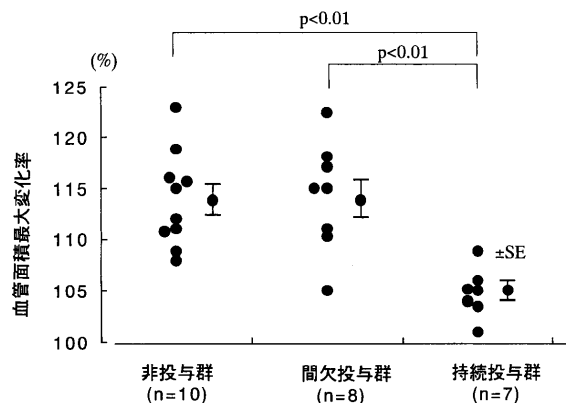 p<0.01
p<0.01
(%)
125
120
115
110
105
100
血管面積最大変化率
±SE
非投与群
(n=10)
間欠投与群
(n=8)
持続投与群
(n=7)